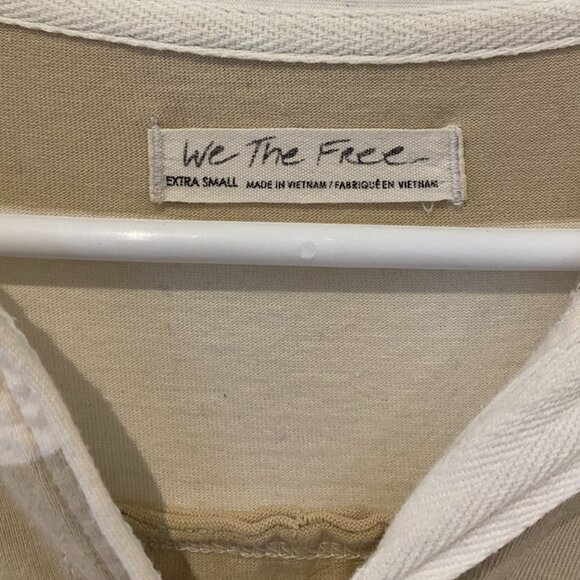 We The Free
EXTRA SMALL MADE IN VIETNAM / FABRIQUÉ EN VIETNAM